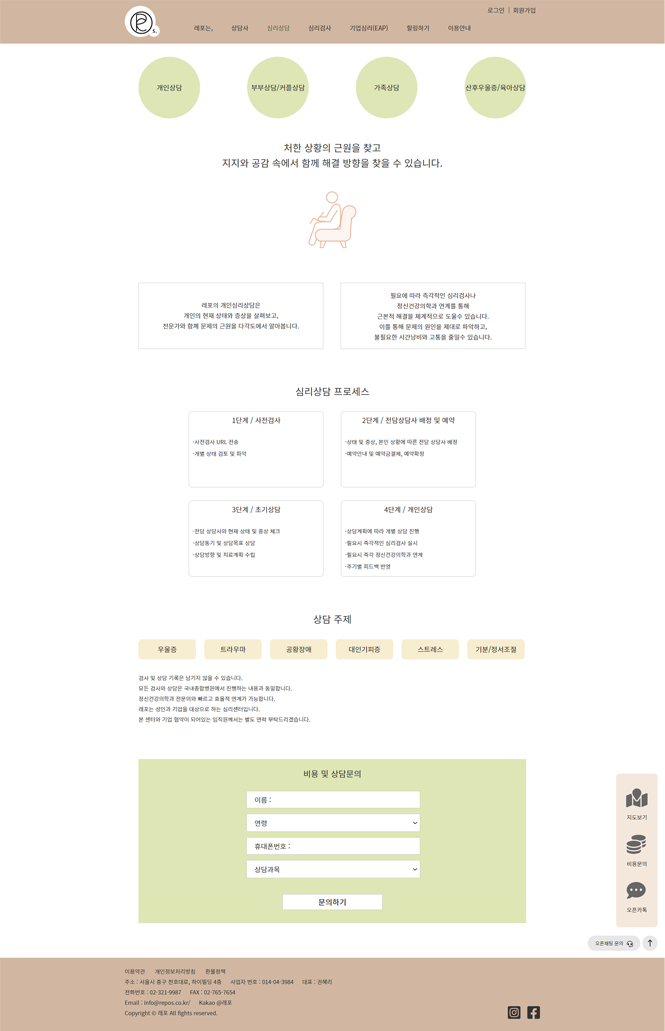 로그인 | 회원가입
s.
레포는, 상담사 심리상담 심리검사 기업심리(EAP) 힐링하기 이용안내
개인상담 부부상담/커플상담 가족상담 산후우울증/육아상담
처한 상황의 근원을 찾고
지지와 공감 속에서 함께 해결 방향을 찾을 수 있습니다.
레포의 개인심리상담은
개인의 현재 상태와 증상을 살펴보고,
전문가와 함께 문제의 근원을 다각도에서 알아봅니다.
필요에 따라 즉각적인 심리검사나
정신건강의학과 연계를 통해
근본적 해결을 체계적으로 도울수 있습니다.
이를 통해 문제의 원인을 제대로 파악하고,
불필요한 시간낭비와 고통을 줄일수 있습니다.
심리상담 프로세스
1단계 / 사전검사
-사전검사 URL 전송
-개별 상태 검토 및 파악
2단계 / 전담상담사 배정 및 예약
-상태 및 증상, 본인 상황에 따른 전담 상담사 배정
-예약안내 및 예약금결제, 예약확정
3단계 / 초기상담
-전담 상담사와 현재 상태 및 증상 체크
-상담동기 및 상담목표 상담
-상담방향 및 치료계획 수립
4단계 / 개인상담
-상담계획에 따라 개별 상담 진행
-필요시 즉각적인 심리검사 실시
-필요시 즉각 정신건강의학과 연계
-주기별 피드백 반영
상담 주제
우울증 트라우마 공황장애 대인기피증 스트레스 기분/정서조절
검사 및 상담 기록은 남기지 않을 수 있습니다.
모든 검사와 상담은 국내종합병원에서 진행하는 내용과 동일합니다.
정신건강의학과 전문의와 빠르고 효율적 연계가 가능합니다.
레포는 성인과 기업을 대상으로 하는 심리센터입니다.
본 센터와 기업 협약이 되어있는 임직원께서는 별도 연락 부탁드리겠습니다.
비용 및 상담문의
이름 :
연령
휴대폰번호 :
상담과목
문의하기
지도보기
비용문의
오픈카톡
오픈채팅 문의
이용약관 개인정보처리방침 환불정책
주소 : 서울시 중구 한호대로, 하이빌딩 4층 사업자 번호 : 014-04-3984 대표 : 권예리
전화번호 : 02-321-9987 FAX : 02-765-7654
Email : info@repos.co.kr/ Kakao @레포
Copyright © 레포 All fights reserved.